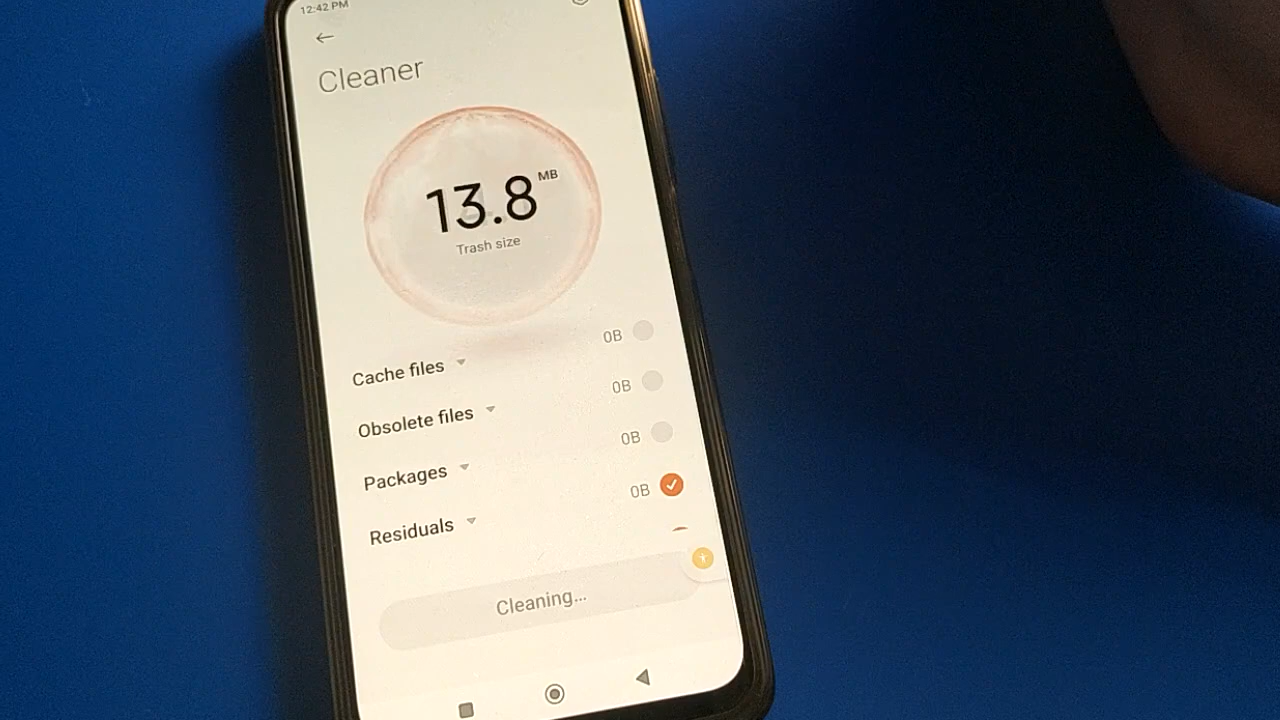 12:42 PM
Cleaner
13.8 MB
Trash size
Cache files 0B
Obsolete files 0B
Packages 0B
Residuals 0B
Cleaning...